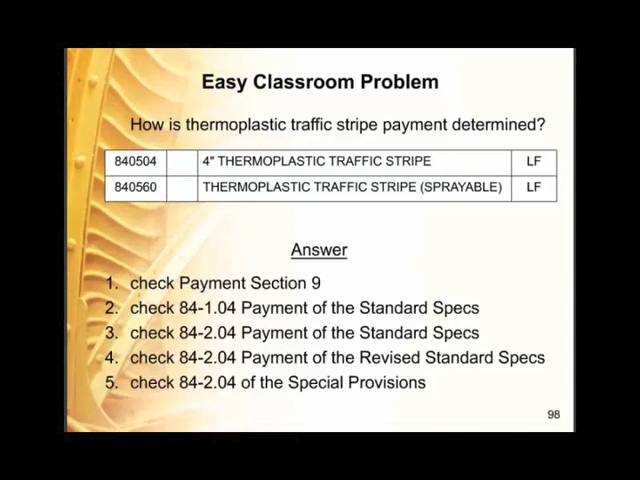 Easy Classroom Problem
How is thermoplastic traffic stripe payment determined?
840504 4" THERMOPLASTIC TRAFFIC STRIPE LF
840560 THERMOPLASTIC TRAFFIC STRIPE (SPRAYABLE) LF
Answer
1. check Payment Section 9
2. check 84-1.04 Payment of the Standard Specs
3. check 84-2.04 Payment of the Standard Specs
4. check 84-2.04 Payment of the Revised Standard Specs
5. check 84-2.04 of the Special Provisions
98